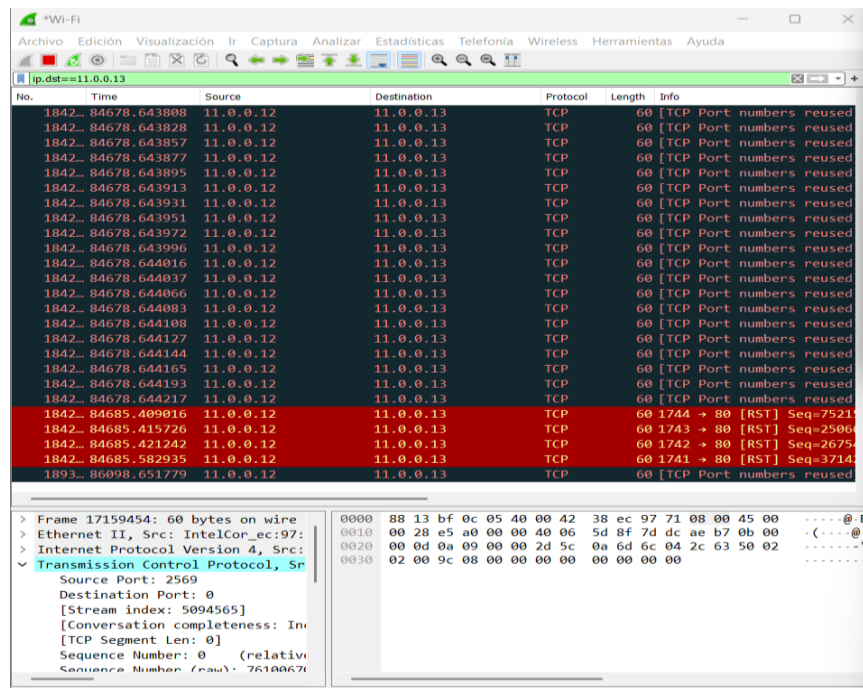 *Wi-Fi
Archivo Edición Visualización Ir Captura Analizar Estadísticas Telefonía Wireless Herramientas Ayuda
ip.dst==11.0.0.13
No. Time Source Destination Protocol Length Info
1842… 84678.643808 11.0.0.12 11.0.0.13 TCP 60 [TCP Port numbers reused
1842… 84678.643828 11.0.0.12 11.0.0.13 TCP 60 [TCP Port numbers reused
1842… 84678.643857 11.0.0.12 11.0.0.13 TCP 60 [TCP Port numbers reused
1842… 84678.643877 11.0.0.12 11.0.0.13 TCP 60 [TCP Port numbers reused
1842… 84678.643895 11.0.0.12 11.0.0.13 TCP 60 [TCP Port numbers reused
1842… 84678.643913 11.0.0.12 11.0.0.13 TCP 60 [TCP Port numbers reused
1842… 84678.643931 11.0.0.12 11.0.0.13 TCP 60 [TCP Port numbers reused
1842… 84678.643951 11.0.0.12 11.0.0.13 TCP 60 [TCP Port numbers reused
1842… 84678.643972 11.0.0.12 11.0.0.13 TCP 60 [TCP Port numbers reused
1842… 84678.643996 11.0.0.12 11.0.0.13 TCP 60 [TCP Port numbers reused
1842… 84678.644016 11.0.0.12 11.0.0.13 TCP 60 [TCP Port numbers reused
1842… 84678.644037 11.0.0.12 11.0.0.13 TCP 60 [TCP Port numbers reused
1842… 84678.644066 11.0.0.12 11.0.0.13 TCP 60 [TCP Port numbers reused
1842… 84678.644083 11.0.0.12 11.0.0.13 TCP 60 [TCP Port numbers reused
1842… 84678.644108 11.0.0.12 11.0.0.13 TCP 60 [TCP Port numbers reused
1842… 84678.644127 11.0.0.12 11.0.0.13 TCP 60 [TCP Port numbers reused
1842… 84678.644144 11.0.0.12 11.0.0.13 TCP 60 [TCP Port numbers reused
1842… 84678.644165 11.0.0.12 11.0.0.13 TCP 60 [TCP Port numbers reused
1842… 84678.644193 11.0.0.12 11.0.0.13 TCP 60 [TCP Port numbers reused
1842… 84678.644217 11.0.0.12 11.0.0.13 TCP 60 [TCP Port numbers reused
1842… 84685.409016 11.0.0.12 11.0.0.13 TCP 60 1744 → 80 [RST] Seq=7521
1842… 84685.415726 11.0.0.12 11.0.0.13 TCP 60 1743 → 80 [RST] Seq=2506
1842… 84685.421242 11.0.0.12 11.0.0.13 TCP 60 1742 → 80 [RST] Seq=2675
1842… 84685.582935 11.0.0.12 11.0.0.13 TCP 60 1741 → 80 [RST] Seq=3714
1893… 86098.651779 11.0.0.12 11.0.0.13 TCP 60 [TCP Port numbers reused
> Frame 17159454: 60 bytes on wire
> Ethernet II, Src: IntelCor_ec:97:
> Internet Protocol Version 4, Src:
Transmission Control Protocol, Sr
Source Port: 2569
Destination Port: 0
[Stream index: 5094565]
[Conversation completeness: In
[TCP Segment Len: 0]
Sequence Number: 0 (relativ
Sequence Number (raw): 7610067
0000 88 13 bf 0c 05 40 00 42 38 ec 97 71 08 00 45 00 ·····@·
0010 00 28 e5 a0 00 00 40 06 5d 8f 7d dc ae b7 0b 00 ·(····@
0020 00 0d 0a 09 00 00 2d 5c 0a 6d 6c 04 2c 63 50 02 ······-
0030 02 00 9c 08 00 00 00 00 00 00 00 00 ·······